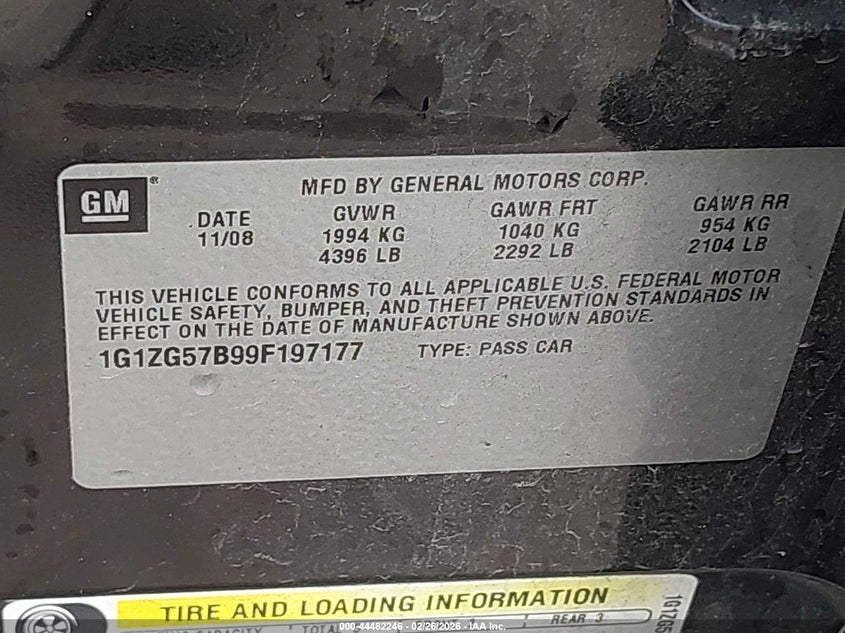 GM ®
MFD BY GENERAL MOTORS CORP.
DATE GVWR GAWR FRT GAWR RR
11/08 1994 KG 1040 KG 954 KG
4396 LB 2292 LB 2104 LB
THIS VEHICLE CONFORMS TO ALL APPLICABLE U.S. FEDERAL MOTOR
VEHICLE SAFETY, BUMPER, AND THEFT PREVENTION STANDARDS IN
EFFECT ON THE DATE OF MANUFACTURE SHOWN ABOVE.
1G1ZG57B99F197177 TYPE: PASS CAR
TIRE AND LOADING INFORMATION
REAR 3
1G1ZG5
000-44482246 - 02/26/2026 - IAA Inc.